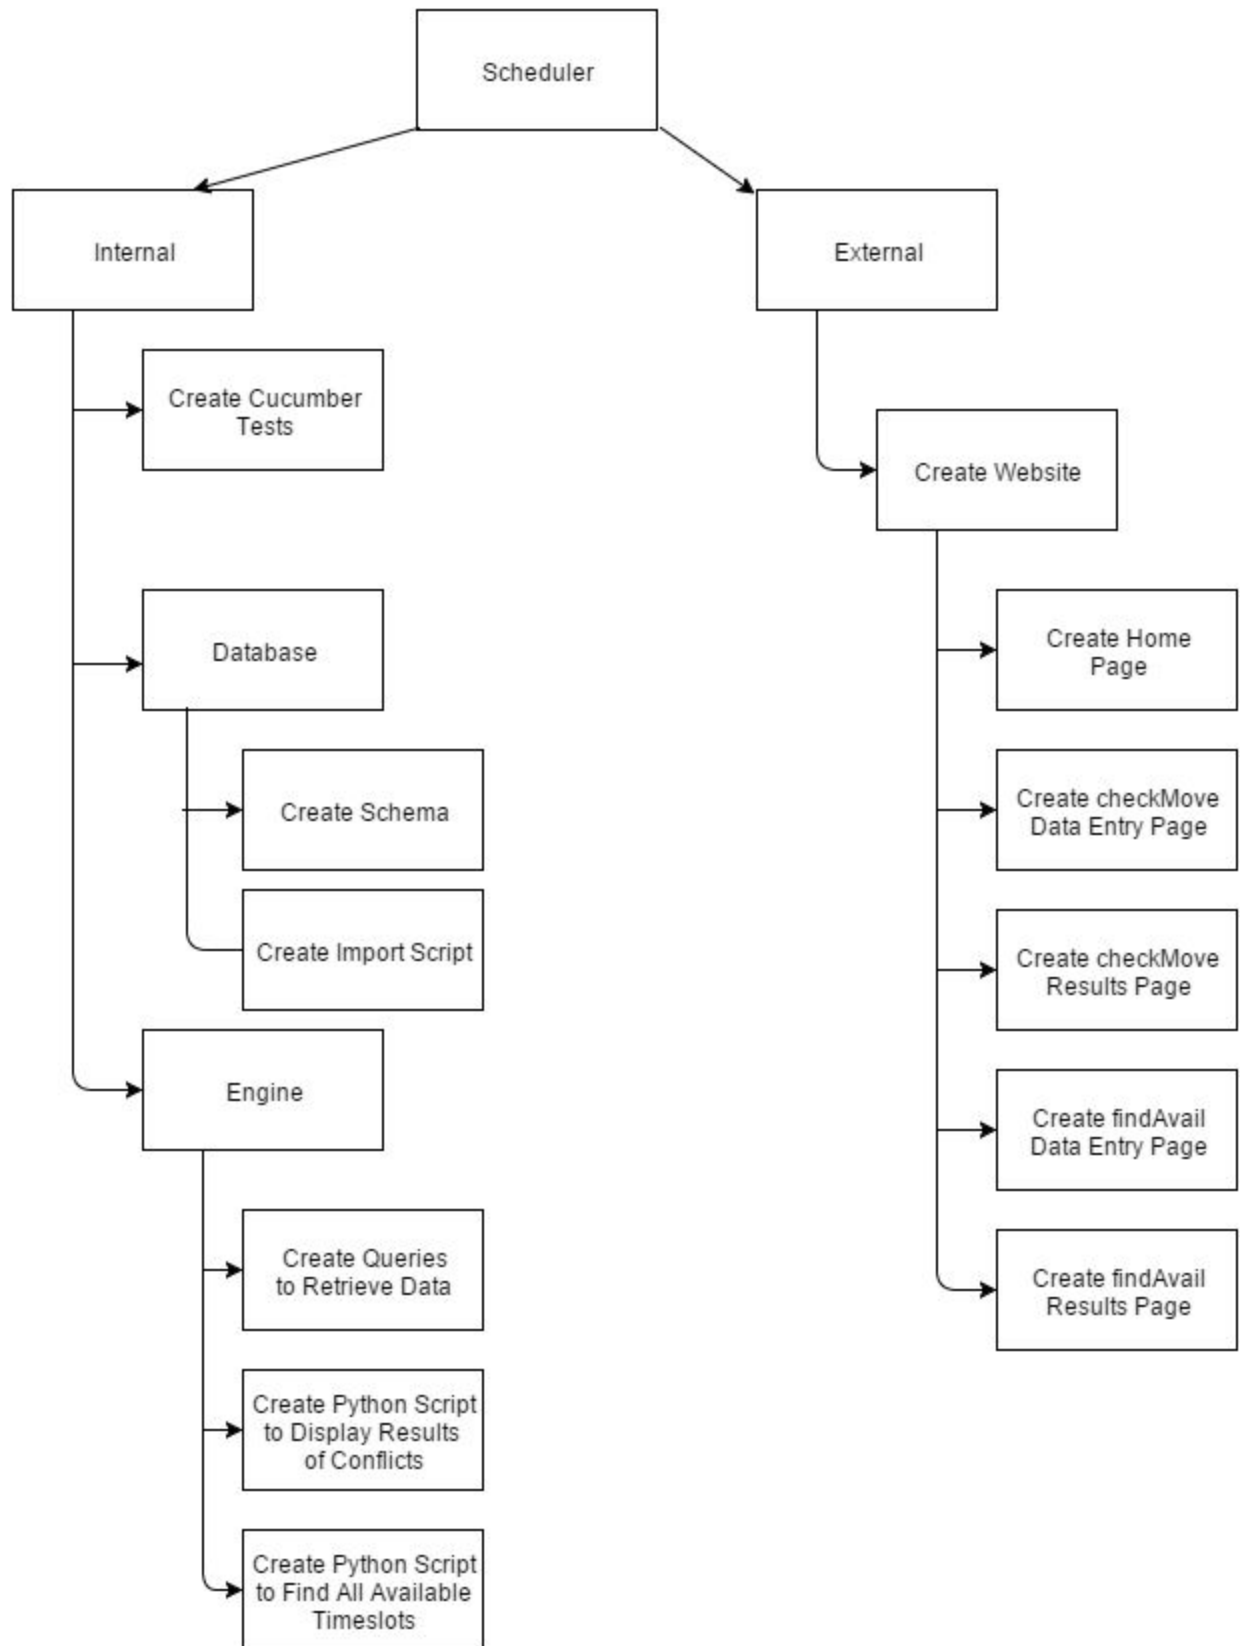 Scheduler
Internal
External
Create Cucumber
Tests
Create Website
Database
Create Home
Page
Create Schema
Create checkMove
Data Entry Page
Create Import Script
Create checkMove
Results Page
Engine
Create findAvail
Data Entry Page
Create Queries
to Retrieve Data
Create findAvail
Results Page
Create Python Script
to Display Results
of Conflicts
Create Python Script
to Find All Available
Timeslots